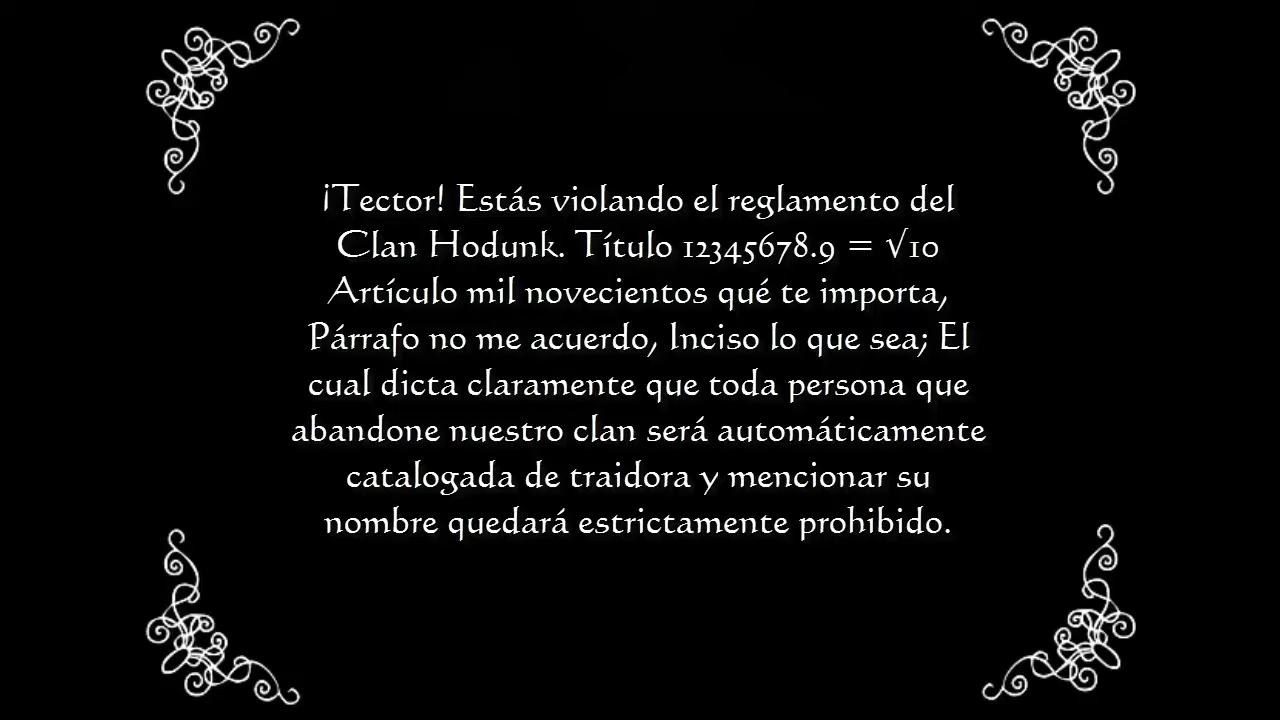 ¡Tector! Estás violando el reglamento del
Clan Hodunk. Título 12345678.9 = √10
Artículo mil novecientos qué te importa,
Párrafo no me acuerdo, Inciso lo que sea; El
cual dicta claramente que toda persona que
abandone nuestro clan será automáticamente
catalogada de traidora y mencionar su
nombre quedará estrictamente prohibido.